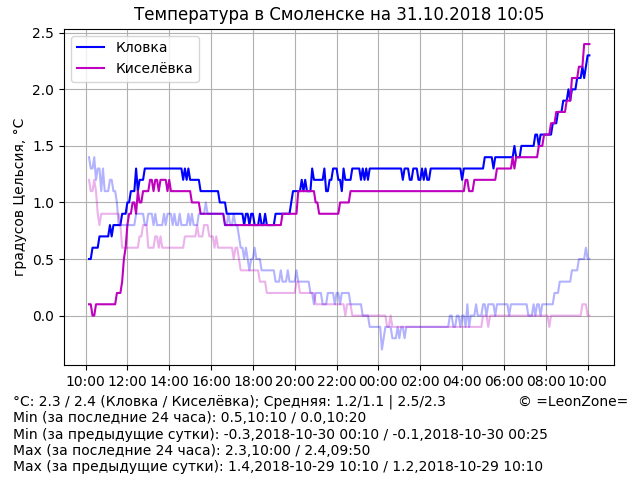 Температура в Смоленске на 31.10.2018 10:05
2.5
2.0
1.5
1.0
0.5
0.0
градусов Цельсия, °C
Кловка
Киселёвка
10:00 12:00 14:00 16:00 18:00 20:00 22:00 00:00 02:00 04:00 06:00 08:00 10:00
°C: 2.3 / 2.4 (Кловка / Киселёвка); Средняя: 1.2/1.1 | 2.5/2.3 © =LeonZone=
Min (за последние 24 часа): 0.5,10:10 / 0.0,10:20
Min (за предыдущие сутки): -0.3,2018-10-30 00:10 / -0.1,2018-10-30 00:25
Max (за последние 24 часа): 2.3,10:00 / 2.4,09:50
Max (за предыдущие сутки): 1.4,2018-10-29 10:10 / 1.2,2018-10-29 10:10